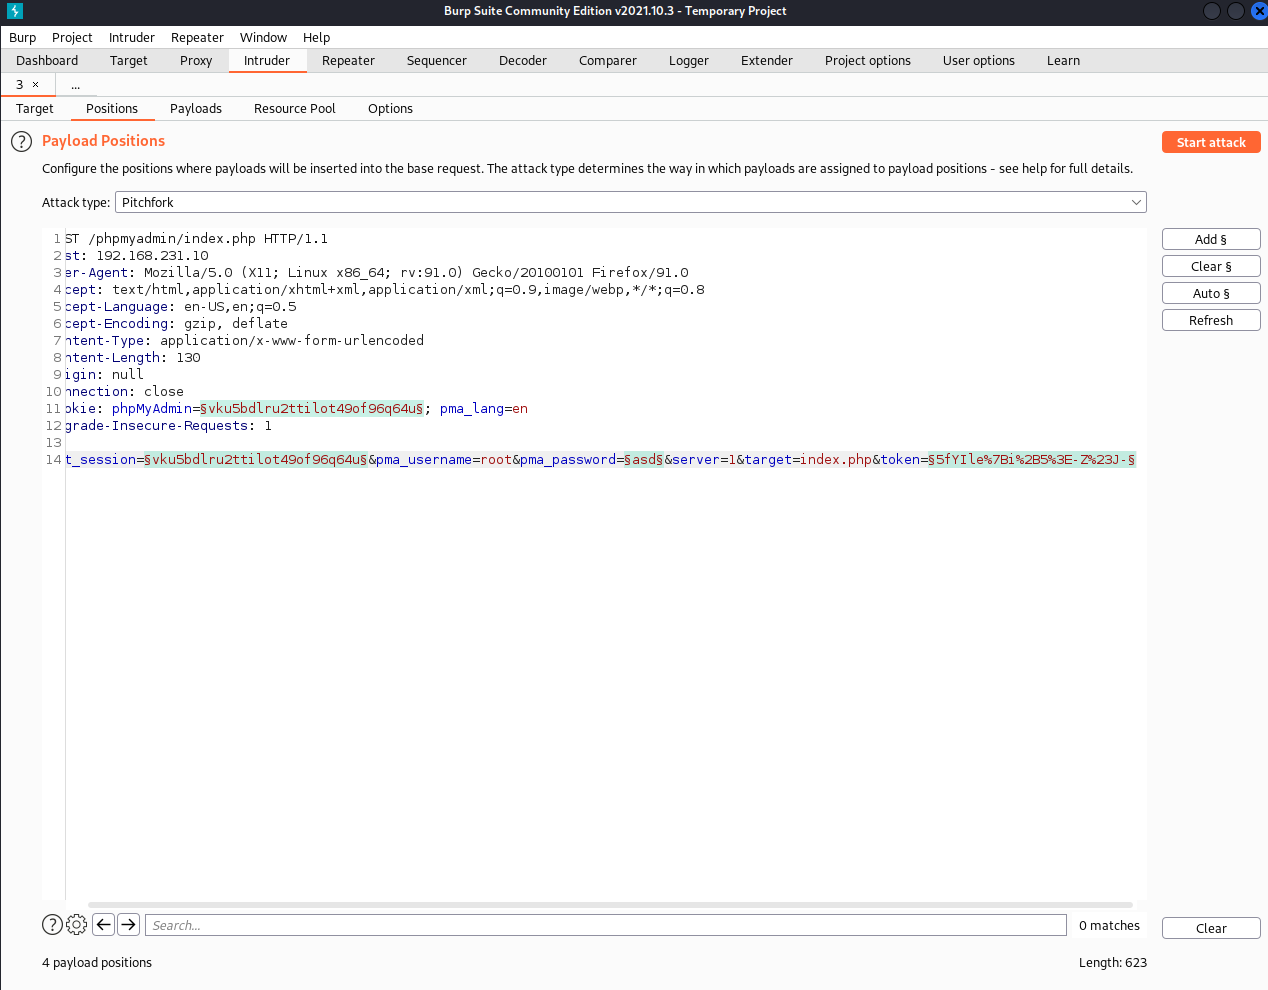 Burp Suite Community Edition v2021.10.3 - Temporary Project
Burp Project Intruder Repeater Window Help
Dashboard Target Proxy Intruder Repeater Sequencer Decoder Comparer Logger Extender Project options User options Learn
3 × ...
Target Positions Payloads Resource Pool Options
? Payload Positions
Start attack
Configure the positions where payloads will be inserted into the base request. The attack type determines the way in which payloads are assigned to payload positions - see help for full details.
Attack type: Pitchfork
1 ST /phpmyadmin/index.php HTTP/1.1
2 st: 192.168.231.10
3 er-Agent: Mozilla/5.0 (X11; Linux x86_64; rv:91.0) Gecko/20100101 Firefox/91.0
4 cept: text/html,application/xhtml+xml,application/xml;q=0.9,image/webp,*/*;q=0.8
5 cept-Language: en-US,en;q=0.5
6 cept-Encoding: gzip, deflate
7 ntent-Type: application/x-www-form-urlencoded
8 ntent-Length: 130
9 igin: null
10 nnection: close
11 okie: phpMyAdmin=§vku5bdlru2ttilot49of96q64u§; pma_lang=en
12 grade-Insecure-Requests: 1
13
14 t_session=§vku5bdlru2ttilot49of96q64u§&pma_username=root&pma_password=§asd§&server=1&target=index.php&token=§5fYIle%7Bi%2B5%3E-Z%23J-§
Add §
Clear §
Auto §
Refresh
? Search... 0 matches
Clear
4 payload positions
Length: 623